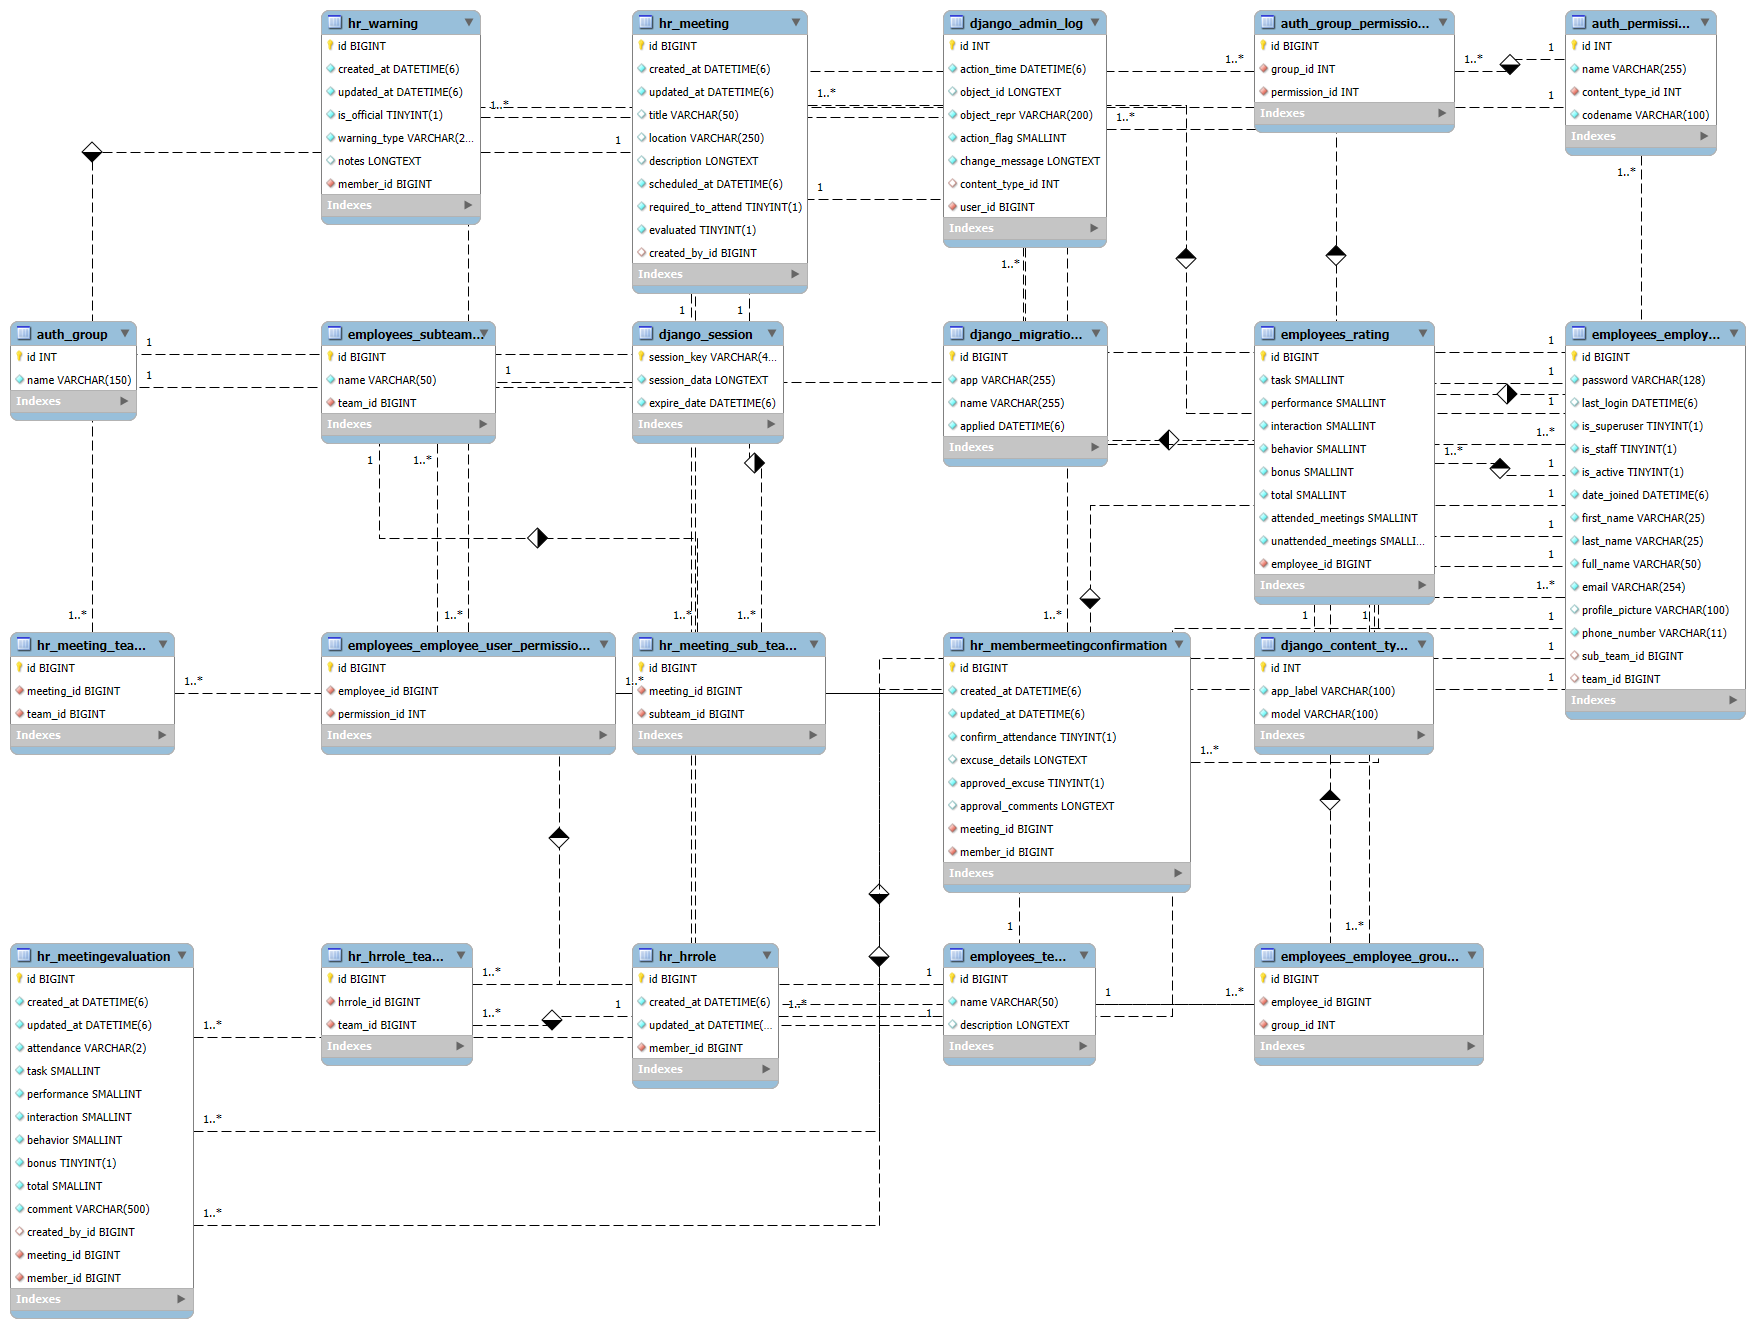 hr_warning
id BIGINT
created_at DATETIME(6)
updated_at DATETIME(6)
is_official TINYINT(1)
warning_type VARCHAR(2...
notes LONGTEXT
member_id BIGINT
Indexes
hr_meeting
id BIGINT
created_at DATETIME(6)
updated_at DATETIME(6)
title VARCHAR(50)
location VARCHAR(250)
description LONGTEXT
scheduled_at DATETIME(6)
required_to_attend TINYINT(1)
evaluated TINYINT(1)
created_by_id BIGINT
Indexes
django_admin_log
id INT
action_time DATETIME(6)
object_id LONGTEXT
object_repr VARCHAR(200)
action_flag SMALLINT
change_message LONGTEXT
content_type_id INT
user_id BIGINT
Indexes
auth_group_permissio...
id BIGINT
group_id INT
permission_id INT
Indexes
auth_permissi...
id INT
name VARCHAR(255)
content_type_id INT
codename VARCHAR(100)
Indexes
1..*
1
1..*
1
1..*
1..*
1..*
1
1
1..*
1..*
1
1
auth_group
id INT
name VARCHAR(150)
Indexes
1
1
employees_subteam...
id BIGINT
name VARCHAR(50)
team_id BIGINT
Indexes
1
django_session
session_key VARCHAR(4...
session_data LONGTEXT
expire_date DATETIME(6)
Indexes
django_migratio...
id BIGINT
app VARCHAR(255)
name VARCHAR(255)
applied DATETIME(6)
Indexes
employees_rating
id BIGINT
task SMALLINT
performance SMALLINT
interaction SMALLINT
behavior SMALLINT
bonus SMALLINT
total SMALLINT
attended_meetings SMALLINT
unattended_meetings SMALLI...
employee_id BIGINT
Indexes
employees_employ...
id BIGINT
password VARCHAR(128)
last_login DATETIME(6)
is_superuser TINYINT(1)
is_staff TINYINT(1)
is_active TINYINT(1)
date_joined DATETIME(6)
first_name VARCHAR(25)
last_name VARCHAR(25)
full_name VARCHAR(50)
email VARCHAR(254)
profile_picture VARCHAR(100)
phone_number VARCHAR(11)
sub_team_id BIGINT
team_id BIGINT
Indexes
1
1
1
1..*
1..*
1
1
1
1
1..*
1
1
1
1
1..*
1..*
1..*
1..*
1..*
1..*
1
1
hr_meeting_tea...
id BIGINT
meeting_id BIGINT
team_id BIGINT
Indexes
1..*
employees_employee_user_permissio...
id BIGINT
employee_id BIGINT
permission_id INT
Indexes
1..*
hr_meeting_sub_tea...
id BIGINT
meeting_id BIGINT
subteam_id BIGINT
Indexes
hr_membermeetingconfirmation
id BIGINT
created_at DATETIME(6)
updated_at DATETIME(6)
confirm_attendance TINYINT(1)
excuse_details LONGTEXT
approved_excuse TINYINT(1)
approval_comments LONGTEXT
meeting_id BIGINT
member_id BIGINT
Indexes
1..*
django_content_ty...
id INT
app_label VARCHAR(100)
model VARCHAR(100)
Indexes
1
1..*
hr_meetingevaluation
id BIGINT
created_at DATETIME(6)
updated_at DATETIME(6)
attendance VARCHAR(2)
task SMALLINT
performance SMALLINT
interaction SMALLINT
behavior SMALLINT
bonus TINYINT(1)
total SMALLINT
comment VARCHAR(500)
created_by_id BIGINT
meeting_id BIGINT
member_id BIGINT
Indexes
1..*
1..*
1..*
hr_hrrole_tea...
id BIGINT
hrrole_id BIGINT
team_id BIGINT
Indexes
1..*
1..*
1
hr_hrrole
id BIGINT
created_at DATETIME(6)
updated_at DATETIME(...
member_id BIGINT
Indexes
1..*
1
1
employees_te...
id BIGINT
name VARCHAR(50)
description LONGTEXT
Indexes
1
1..*
employees_employee_grou...
id BIGINT
employee_id BIGINT
group_id INT
Indexes